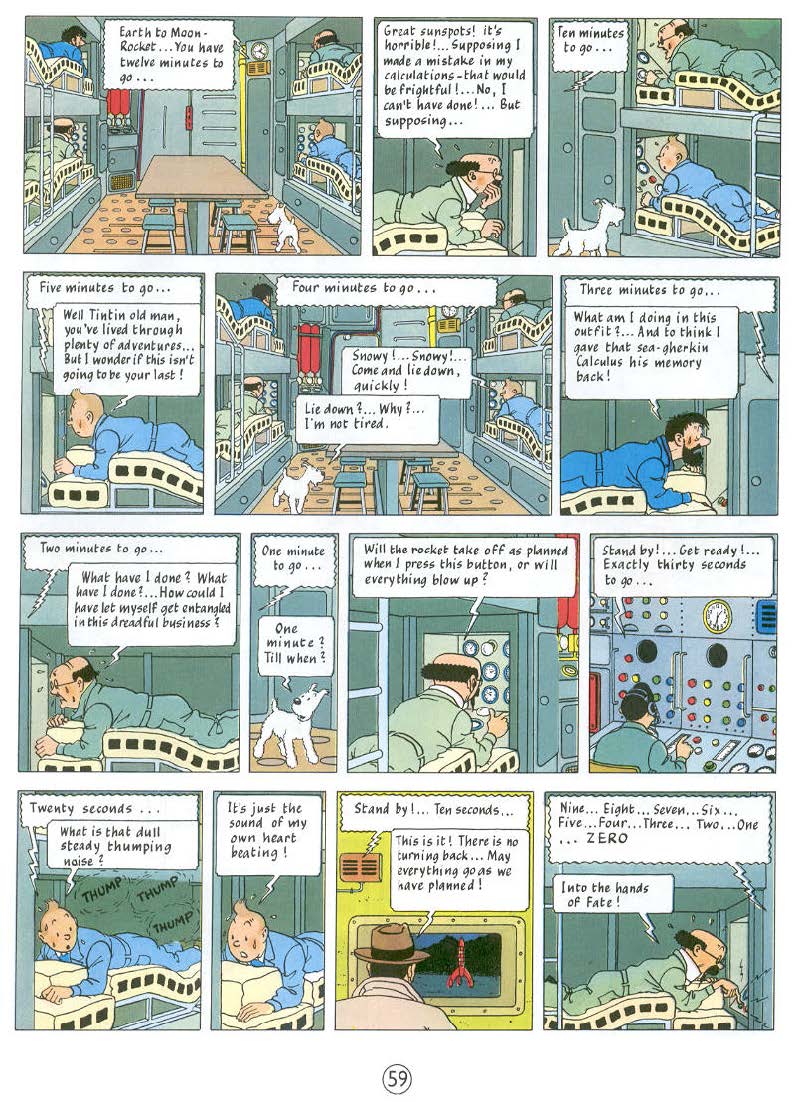 Earth to Moon-
Rocket... You have
twelve minutes to
go...
Great sunspots! it's
horrible!... Supposing I
made a mistake in my
calculations-that would
be frightful!... No, I
can't have done!... But
supposing...
Ten minutes
to go...
Five minutes to go...
Well Tintin old man,
you've lived through
plenty of adventures...
But I wonder if this isn't
going to be your last!
Four minutes to go...
Snowy!... Snowy!...
Come and lie down,
quickly!
Lie down?... Why?...
I'm not tired.
Three minutes to go...
What am I doing in this
outfit?... And to think I
gave that sea-gherkin
Calculus his memory
back!
Two minutes to go...
What have I done? What
have I done?... How could I
have let myself get entangled
in this dreadful business?
One minute
to go...
One
minute?
Till when?
Will the rocket take off as planned
when I press this button, or will
everything blow up?
Stand by!... Get ready!...
Exactly thirty seconds
to go...
Twenty seconds ...
What is that dull
steady thumping
noise?
THUMP
THUMP
THUMP
It's just the
sound of my
own heart
beating!
Stand by!... Ten seconds...
This is it! There is no
turning back... May
everything go as we
have planned!
Nine... Eight... Seven... Six...
Five... Four... Three... Two... One
... ZERO
Into the hands
of Fate!
59